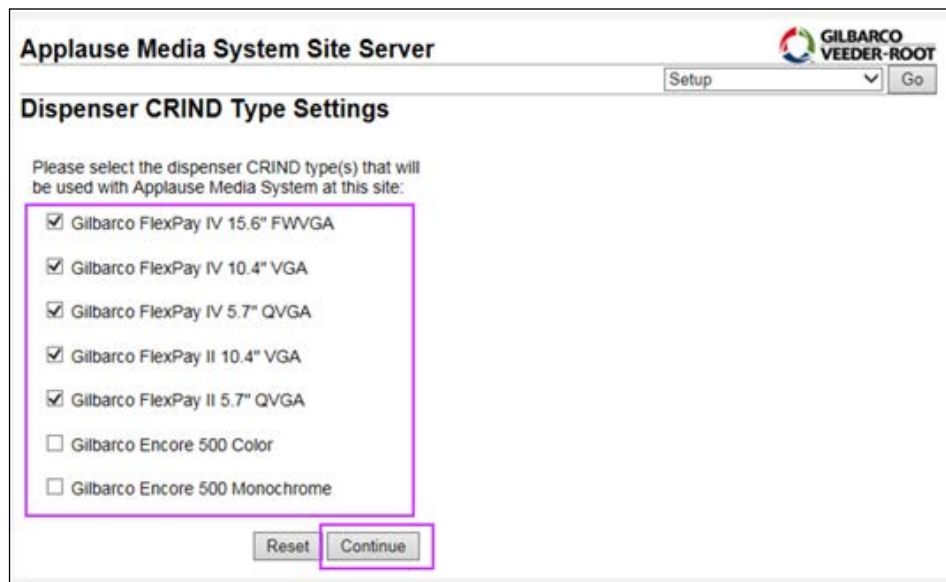 Applause Media System Site Server
GILBARCO
VEEDER-ROOT
Setup
Go
Dispenser CRIND Type Settings
Please select the dispenser CRIND type(s) that will
be used with Applause Media System at this site:
Gilbarco FlexPay IV 15.6" FWVGA
Gilbarco FlexPay IV 10.4" VGA
Gilbarco FlexPay IV 5.7" QVGA
Gilbarco FlexPay II 10.4" VGA
Gilbarco FlexPay II 5.7" QVGA
Gilbarco Encore 500 Color
Gilbarco Encore 500 Monochrome
Reset
Continue